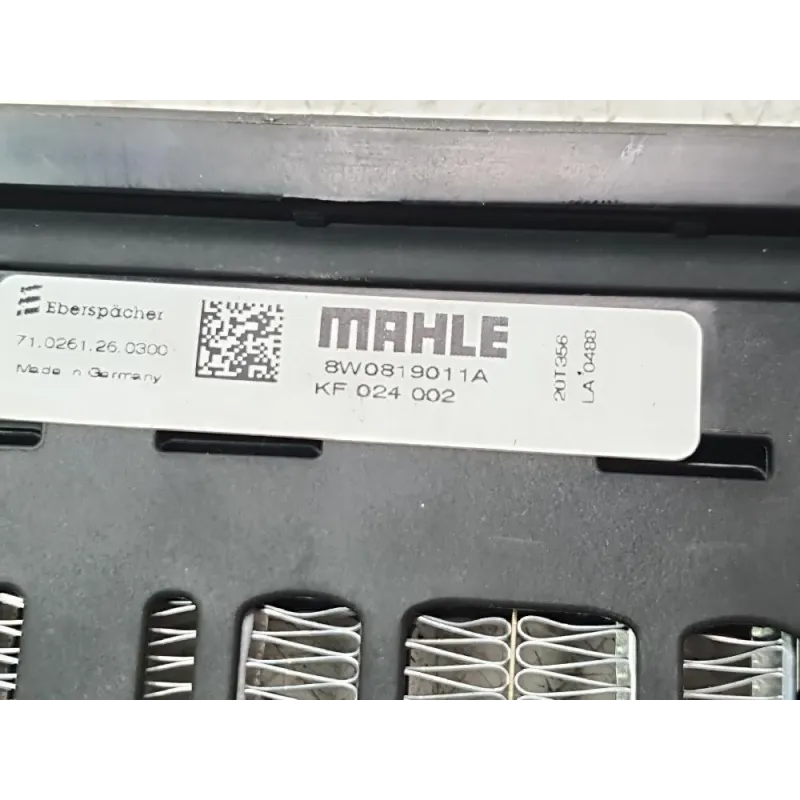 Eberspächer
71.0261.26.0300
Made in Germany
MAHLE
8W0819011A
KF 024 002
20T356
LA 0488